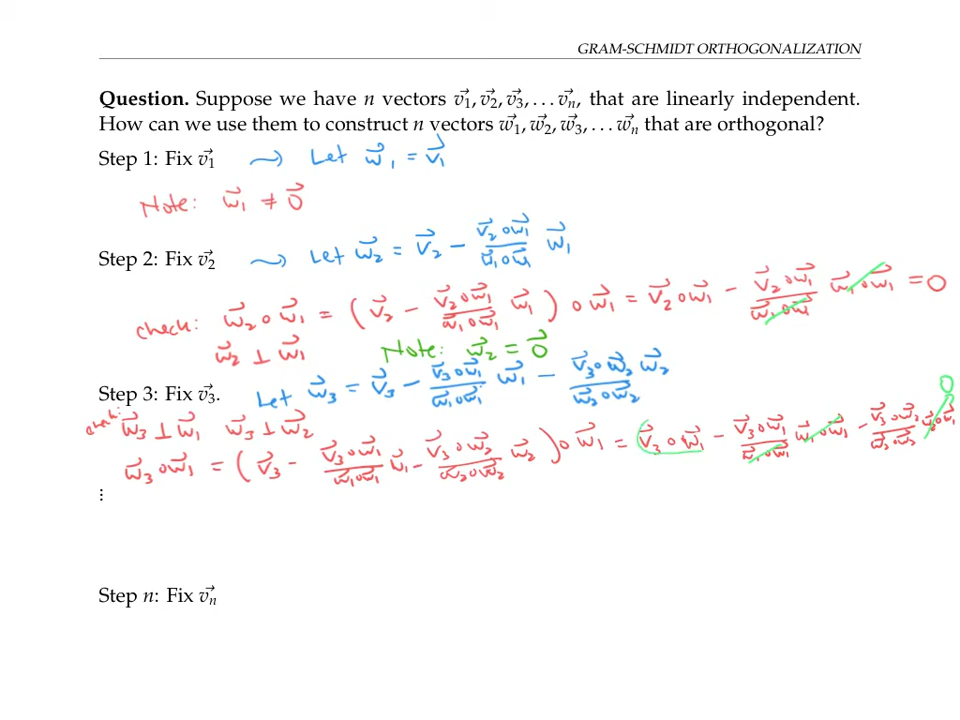 GRAM-SCHMIDT ORTHOGONALIZATION
Question. Suppose we have n vectors v⃗₁, v⃗₂, v⃗₃, … v⃗ₙ, that are linearly independent.
How can we use them to construct n vectors w⃗₁, w⃗₂, w⃗₃, … w⃗ₙ that are orthogonal?
Step 1: Fix v⃗₁ ⇝ Let w⃗₁ = v⃗₁
Note: w⃗₁ ≠ 0⃗
Step 2: Fix v⃗₂ ⇝ Let w⃗₂ = v⃗₂ − (v⃗₂∘w⃗₁)/(w⃗₁∘w⃗₁) w⃗₁
check: w⃗₂ ∘ w⃗₁ = (v⃗₂ − (v⃗₂∘w⃗₁)/(w⃗₁∘w⃗₁) w⃗₁) ∘ w⃗₁ = v⃗₂∘w⃗₁ − (v⃗₂∘w⃗₁)/(w⃗₁∘w⃗₁) w⃗₁∘w⃗₁ = 0
w⃗₂ ⊥ w⃗₁ Note: w⃗₂ = 0⃗
Step 3: Fix v⃗₃. Let w⃗₃ = v⃗₃ − (v⃗₃∘w⃗₁)/(w⃗₁∘w⃗₁) w⃗₁ − (v⃗₃∘w⃗₂)/(w⃗₂∘w⃗₂) w⃗₂
check: w⃗₃ ⊥ w⃗₁ w⃗₃ ⊥ w⃗₂
w⃗₃∘w⃗₁ = (v⃗₃ − (v⃗₃∘w⃗₁)/(w⃗₁∘w⃗₁) w⃗₁ − (v⃗₃∘w⃗₂)/(w⃗₂∘w⃗₂) w⃗₂)∘w⃗₁ = v⃗₃∘w⃗₁ − (v⃗₃∘w⃗₁)/(w⃗₁∘w⃗₁) w⃗₁∘w⃗₁ − (v⃗₃∘w⃗₂)/(w⃗₂∘w⃗₂) w⃗₂∘w⃗₁ 0
⋮
Step n: Fix v⃗ₙ